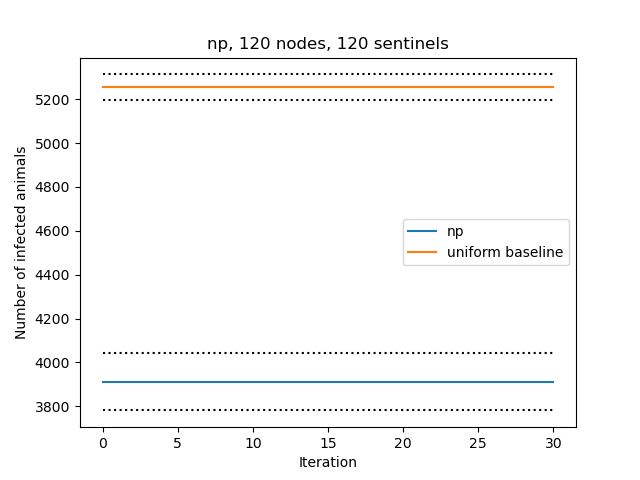 np, 120 nodes, 120 sentinels
Number of infected animals
5200
5000
4800
4600
4400
4200
4000
3800
np
uniform baseline
0 5 10 15 20 25 30
Iteration